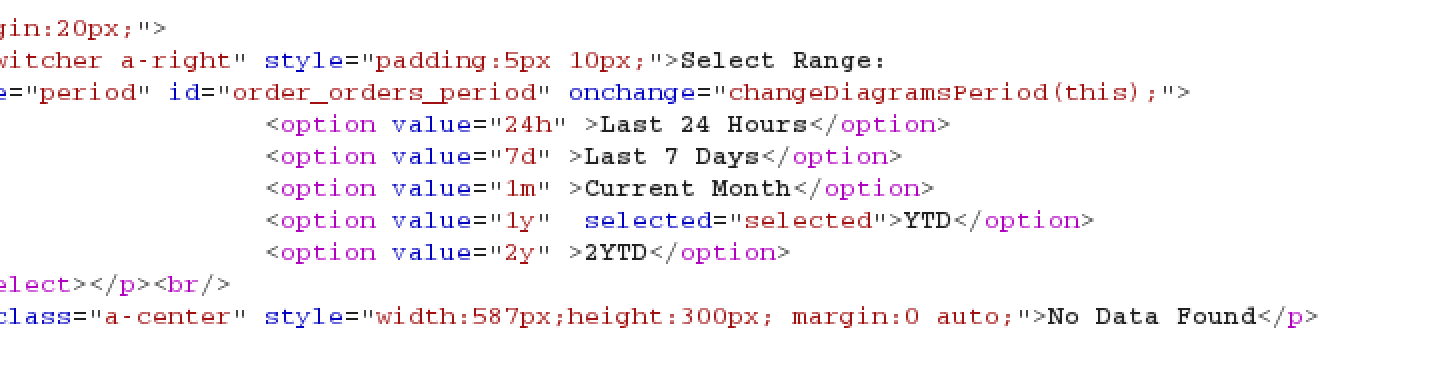 gin:20px;">
witcher a-right" style="padding:5px 10px;">Select Range:
e="period" id="order_orders_period" onchange="changeDiagramsPeriod(this);">
<option value="24h" >Last 24 Hours</option>
<option value="7d" >Last 7 Days</option>
<option value="1m" >Current Month</option>
<option value="1y"  selected="selected">YTD</option>
<option value="2y" >2YTD</option>
elect></p><br/>
class="a-center" style="width:587px;height:300px; margin:0 auto;">No Data Found</p>